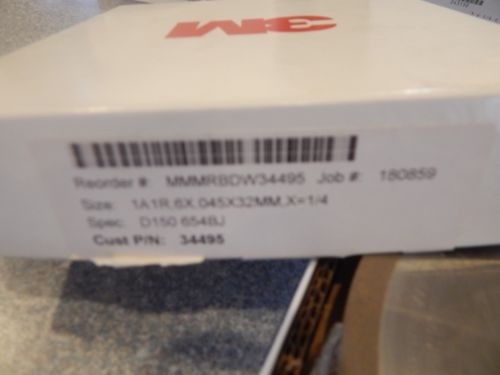 3M
Reorder #: MMMRBDW34495 Job #: 180859
Size: 1A1R,6X.045X32MM,X=1/4
Spec: D150 654BJ
Cust P/N: 34495